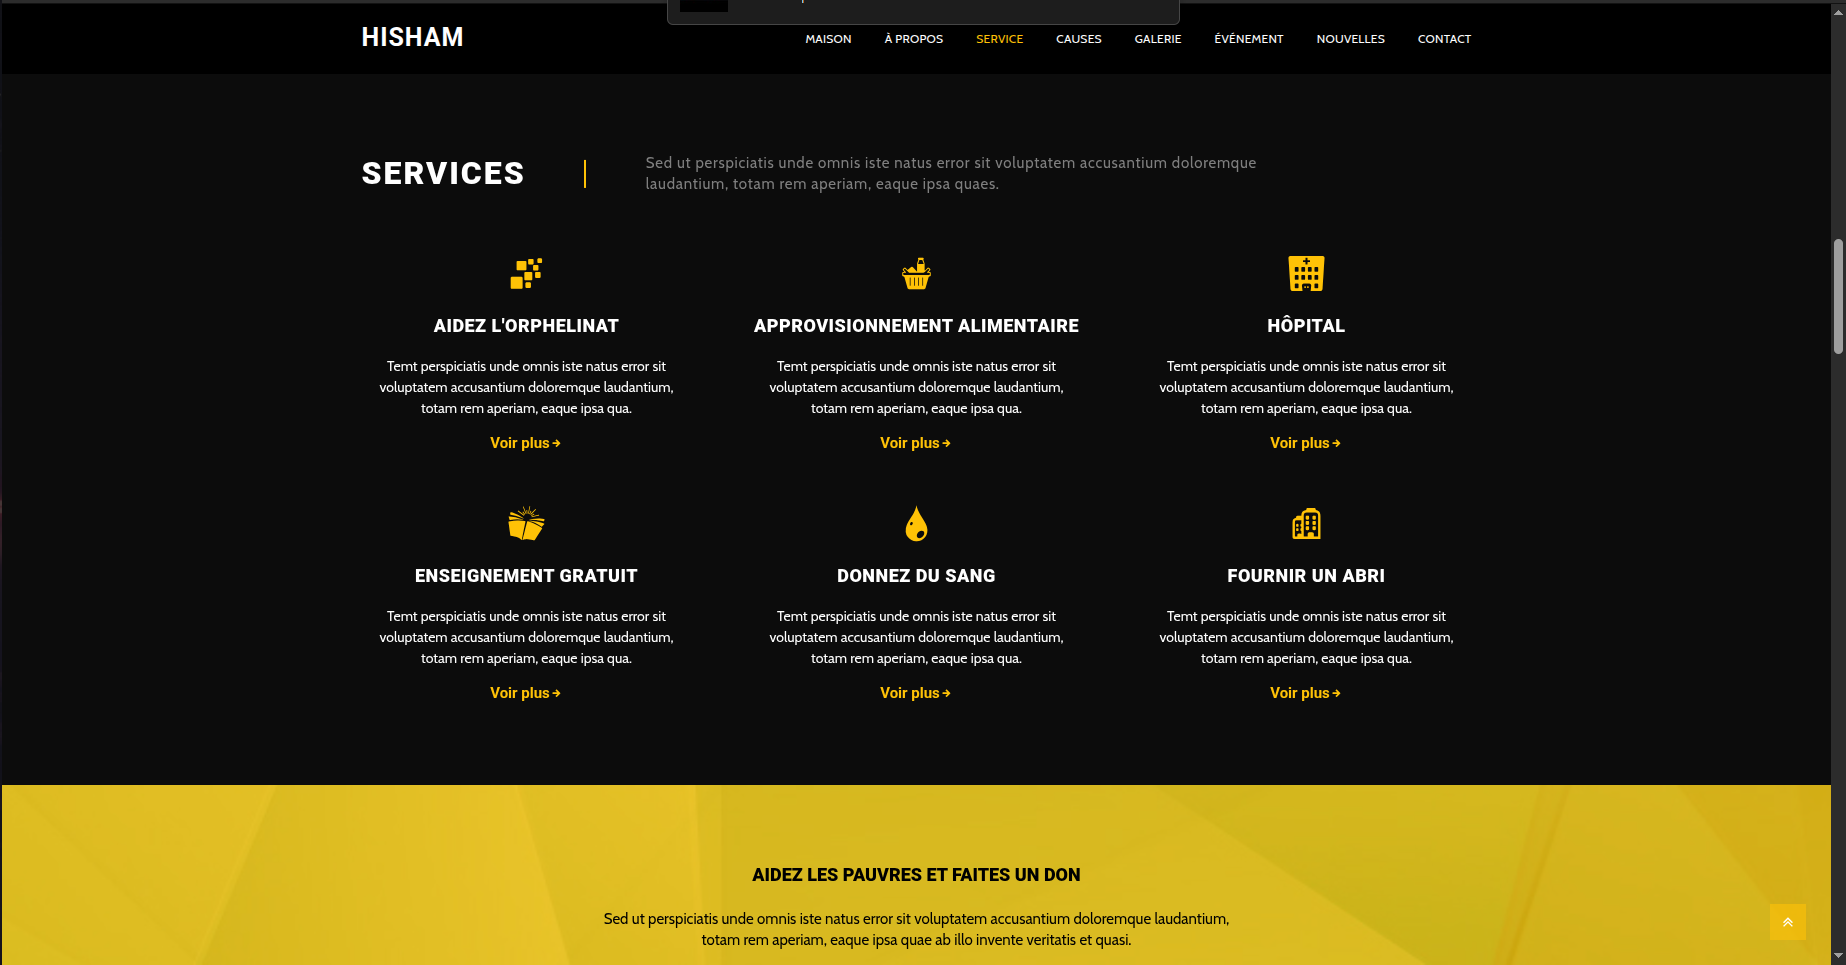 HISHAM
MAISON À PROPOS SERVICE CAUSES GALERIE ÉVÉNEMENT NOUVELLES CONTACT
SERVICES
Sed ut perspiciatis unde omnis iste natus error sit voluptatem accusantium doloremque
laudantium, totam rem aperiam, eaque ipsa quaes.
AIDEZ L'ORPHELINAT
Temt perspiciatis unde omnis iste natus error sit
voluptatem accusantium doloremque laudantium,
totam rem aperiam, eaque ipsa qua.
Voir plus →
APPROVISIONNEMENT ALIMENTAIRE
Temt perspiciatis unde omnis iste natus error sit
voluptatem accusantium doloremque laudantium,
totam rem aperiam, eaque ipsa qua.
Voir plus →
HÔPITAL
Temt perspiciatis unde omnis iste natus error sit
voluptatem accusantium doloremque laudantium,
totam rem aperiam, eaque ipsa qua.
Voir plus →
ENSEIGNEMENT GRATUIT
Temt perspiciatis unde omnis iste natus error sit
voluptatem accusantium doloremque laudantium,
totam rem aperiam, eaque ipsa qua.
Voir plus →
DONNEZ DU SANG
Temt perspiciatis unde omnis iste natus error sit
voluptatem accusantium doloremque laudantium,
totam rem aperiam, eaque ipsa qua.
Voir plus →
FOURNIR UN ABRI
Temt perspiciatis unde omnis iste natus error sit
voluptatem accusantium doloremque laudantium,
totam rem aperiam, eaque ipsa qua.
Voir plus →
AIDEZ LES PAUVRES ET FAITES UN DON
Sed ut perspiciatis unde omnis iste natus error sit voluptatem accusantium doloremque laudantium,
totam rem aperiam, eaque ipsa quae ab illo invente veritatis et quasi.